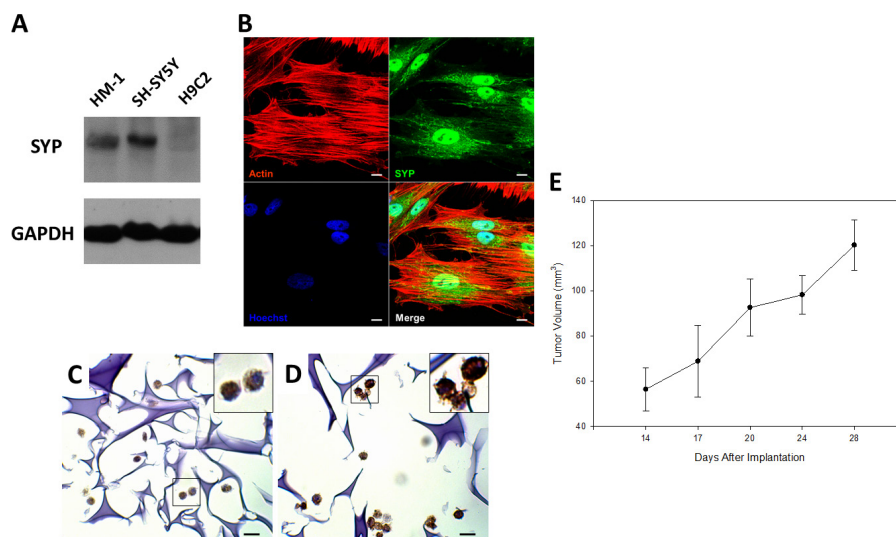 A
HM-1
SH-SY5Y
H9C2
SYP
GAPDH
B
Actin
SYP
Hoechst
Merge
C
D
E
140
120
100
80
60
40
Tumor Volume (mm³)
14 17 20 24 28
Days After Implantation